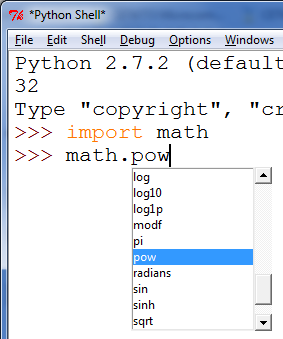 *Python Shell*
File Edit Shell Debug Options Windows
Python 2.7.2 (default
32
Type "copyright", "cr
>>> import math
>>> math.pow
log
log10
log1p
modf
pi
pow
radians
sin
sinh
sqrt